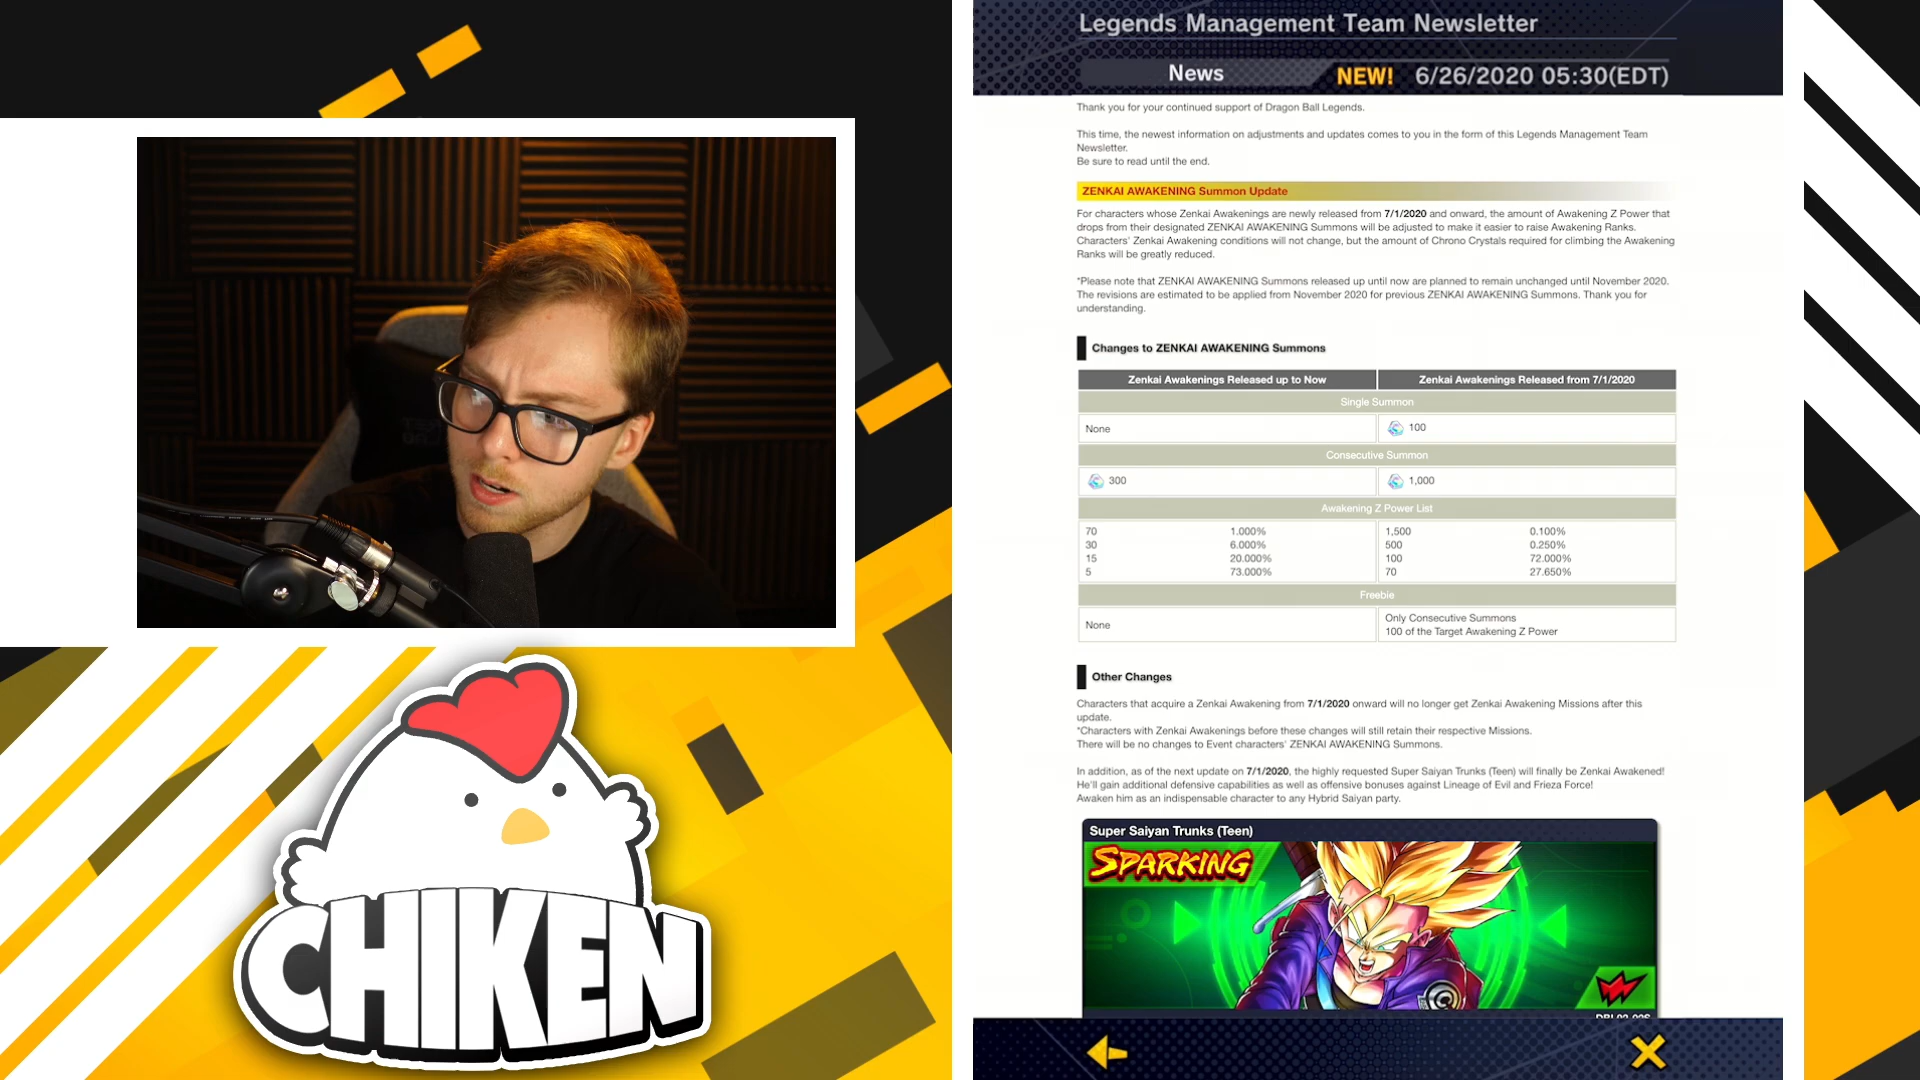 Legends Management Team Newsletter
News NEW! 6/26/2020 05:30(EDT)
Thank you for your continued support of Dragon Ball Legends.
This time, the newest information on adjustments and updates comes to you in the form of this Legends Management Team
Newsletter.
Be sure to read until the end.
ZENKAI AWAKENING Summon Update
For characters whose Zenkai Awakenings are newly released from 7/1/2020 and onward, the amount of Awakening Z Power that
drops from their designated ZENKAI AWAKENING Summons will be adjusted to make it easier to raise Awakening Ranks.
Characters' Zenkai Awakening conditions will not change, but the amount of Chrono Crystals required for climbing the Awakening
Ranks will be greatly reduced.
*Please note that ZENKAI AWAKENING Summons released up until now are planned to remain unchanged until November 2020.
The revisions are estimated to be applied from November 2020 for previous ZENKAI AWAKENING Summons. Thank you for
understanding.
Changes to ZENKAI AWAKENING Summons
Zenkai Awakenings Released up to Now Zenkai Awakenings Released from 7/1/2020
Single Summon
None 100
Consecutive Summon
300 1,000
Awakening Z Power List
70 1.000% 1,500 0.100%
30 6.000% 500 0.250%
15 20.000% 100 72.000%
5 73.000% 70 27.650%
Freebie
None Only Consecutive Summons
100 of the Target Awakening Z Power
Other Changes
Characters that acquire a Zenkai Awakening from 7/1/2020 onward will no longer get Zenkai Awakening Missions after this
update.
*Characters with Zenkai Awakenings before these changes will still retain their respective Missions.
There will be no changes to Event characters' ZENKAI AWAKENING Summons.
In addition, as of the next update on 7/1/2020, the highly requested Super Saiyan Trunks (Teen) will finally be Zenkai Awakened!
He'll gain additional defensive capabilities as well as offensive bonuses against Lineage of Evil and Frieza Force!
Awaken him as an indispensable character to any Hybrid Saiyan party.
Super Saiyan Trunks (Teen)
SPARKING
CHIKEN